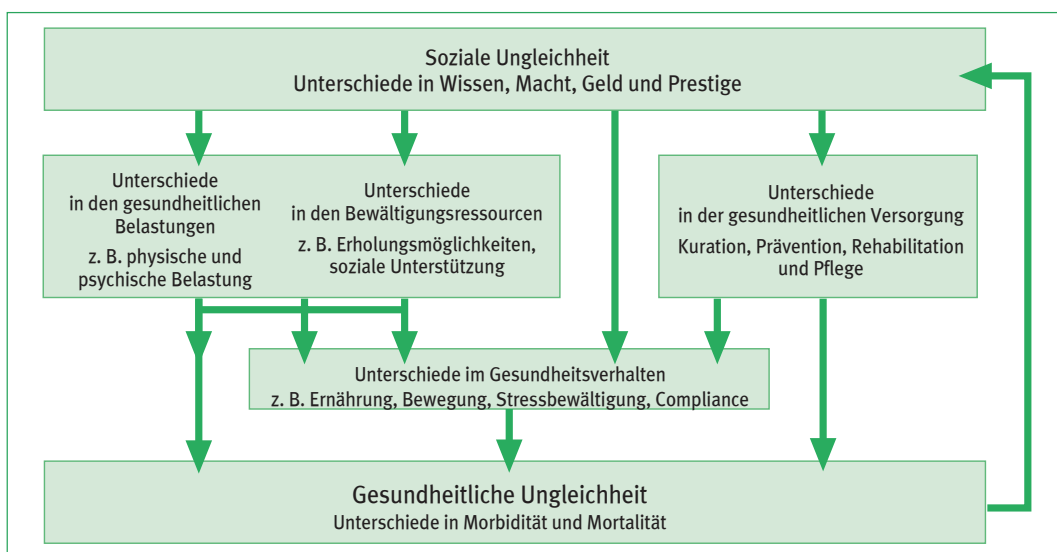 Soziale Ungleichheit
Unterschiede in Wissen, Macht, Geld und Prestige
Unterschiede
in den gesundheitlichen
Belastungen
z. B. physische und
psychische Belastung
Unterschiede
in den Bewältigungsressourcen
z. B. Erholungsmöglichkeiten,
soziale Unterstützung
Unterschiede
in der gesundheitlichen Versorgung
Kuration, Prävention, Rehabilitation
und Pflege
Unterschiede im Gesundheitsverhalten
z. B. Ernährung, Bewegung, Stressbewältigung, Compliance
Gesundheitliche Ungleichheit
Unterschiede in Morbidität und Mortalität